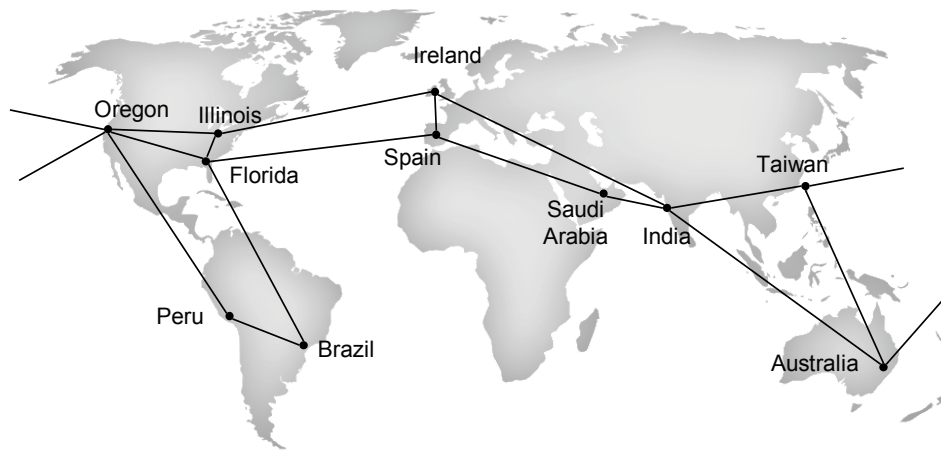 Ireland
Oregon
Illinois
Spain
Taiwan
Florida
Saudi
Arabia
India
Peru
Brazil
Australia